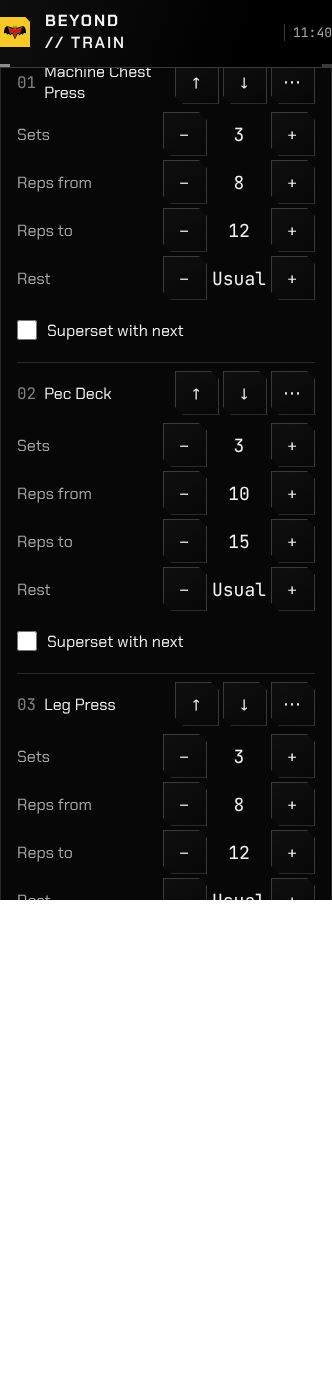 BEYOND
// TRAIN
11:40
01 Machine Chest Press ↑ ↓ ···
Sets − 3 +
Reps from − 8 +
Reps to − 12 +
Rest − Usual +
Superset with next
02 Pec Deck ↑ ↓ ···
Sets − 3 +
Reps from − 10 +
Reps to − 15 +
Rest − Usual +
Superset with next
03 Leg Press ↑ ↓ ···
Sets − 3 +
Reps from − 8 +
Reps to − 12 +
Rest − Usual +